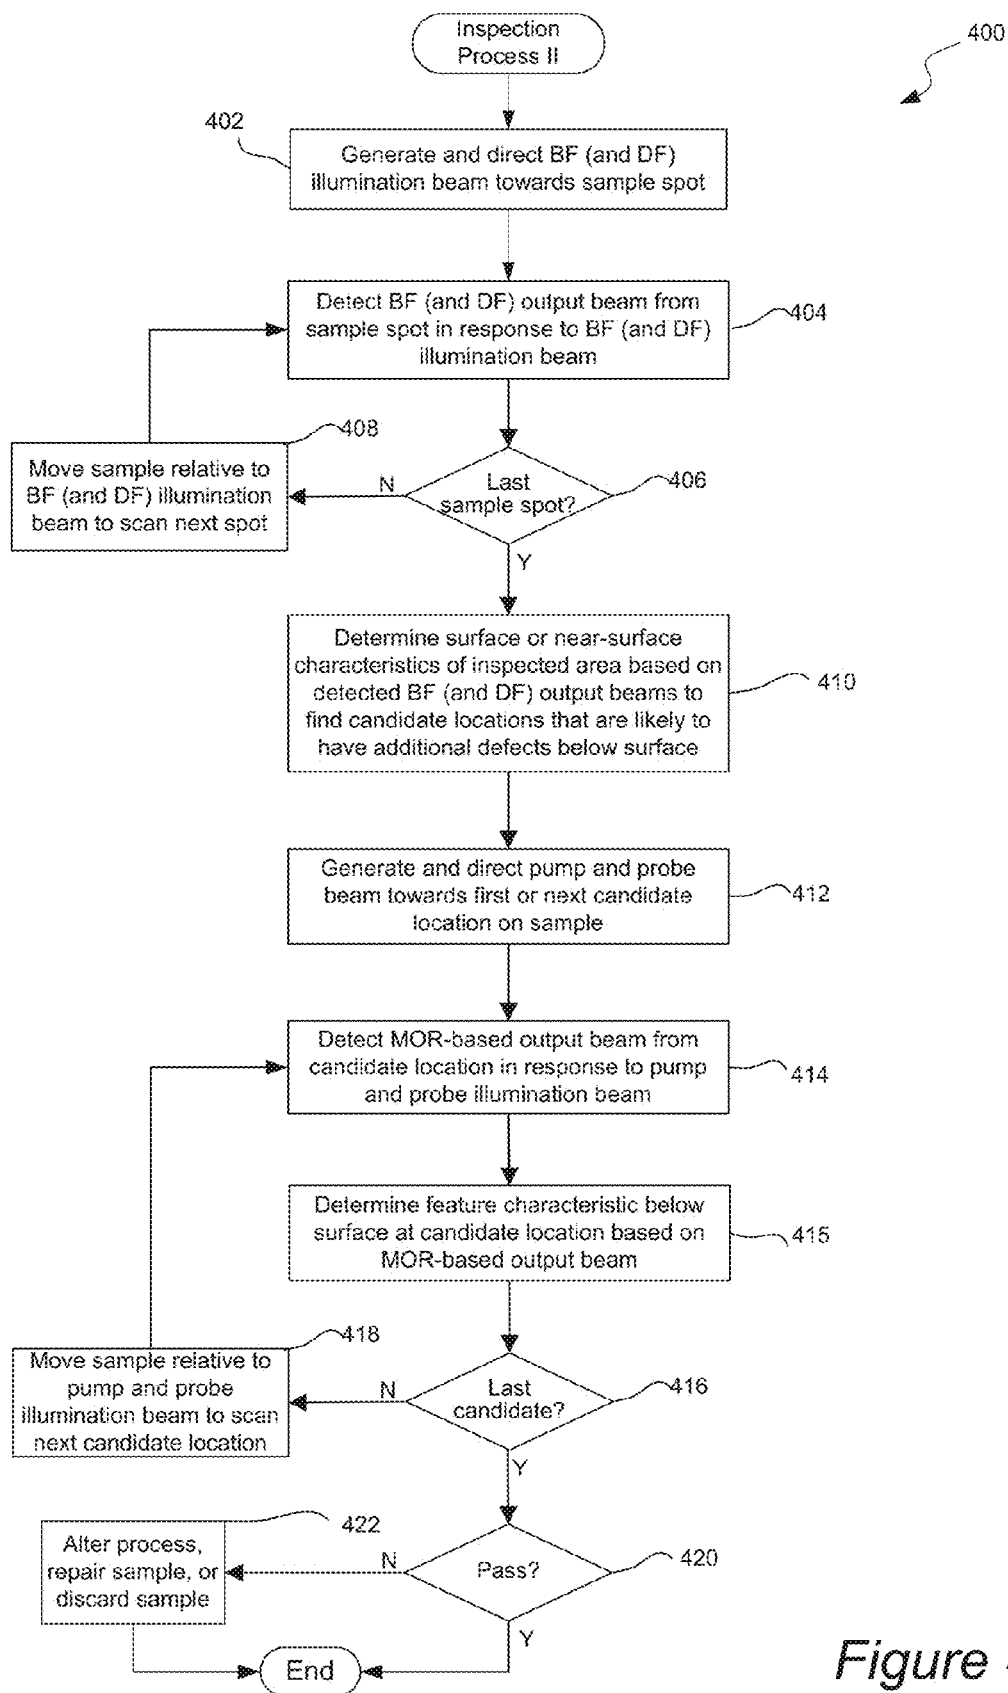 Inspection
Process II
400
402
Generate and direct BF (and DF)
illumination beam towards sample spot
Detect BF (and DF) output beam from
sample spot in response to BF (and DF)
illumination beam
404
408
Move sample relative to
BF (and DF) illumination
beam to scan next spot
N
Last
sample spot?
406
Y
Determine surface or near-surface
characteristics of inspected area based on
detected BF (and DF) output beams to
find candidate locations that are likely to
have additional defects below surface
410
Generate and direct pump and probe
beam towards first or next candidate
location on sample
412
Detect MOR-based output beam from
candidate location in response to pump
and probe illumination beam
414
Determine feature characteristic below
surface at candidate location based on
MOR-based output beam
415
418
Move sample relative to
pump and probe
illumination beam to scan
next candidate location
N
Last
candidate?
416
Y
422
Alter process,
repair sample, or
discard sample
N
Pass?
420
Y
End
Figure